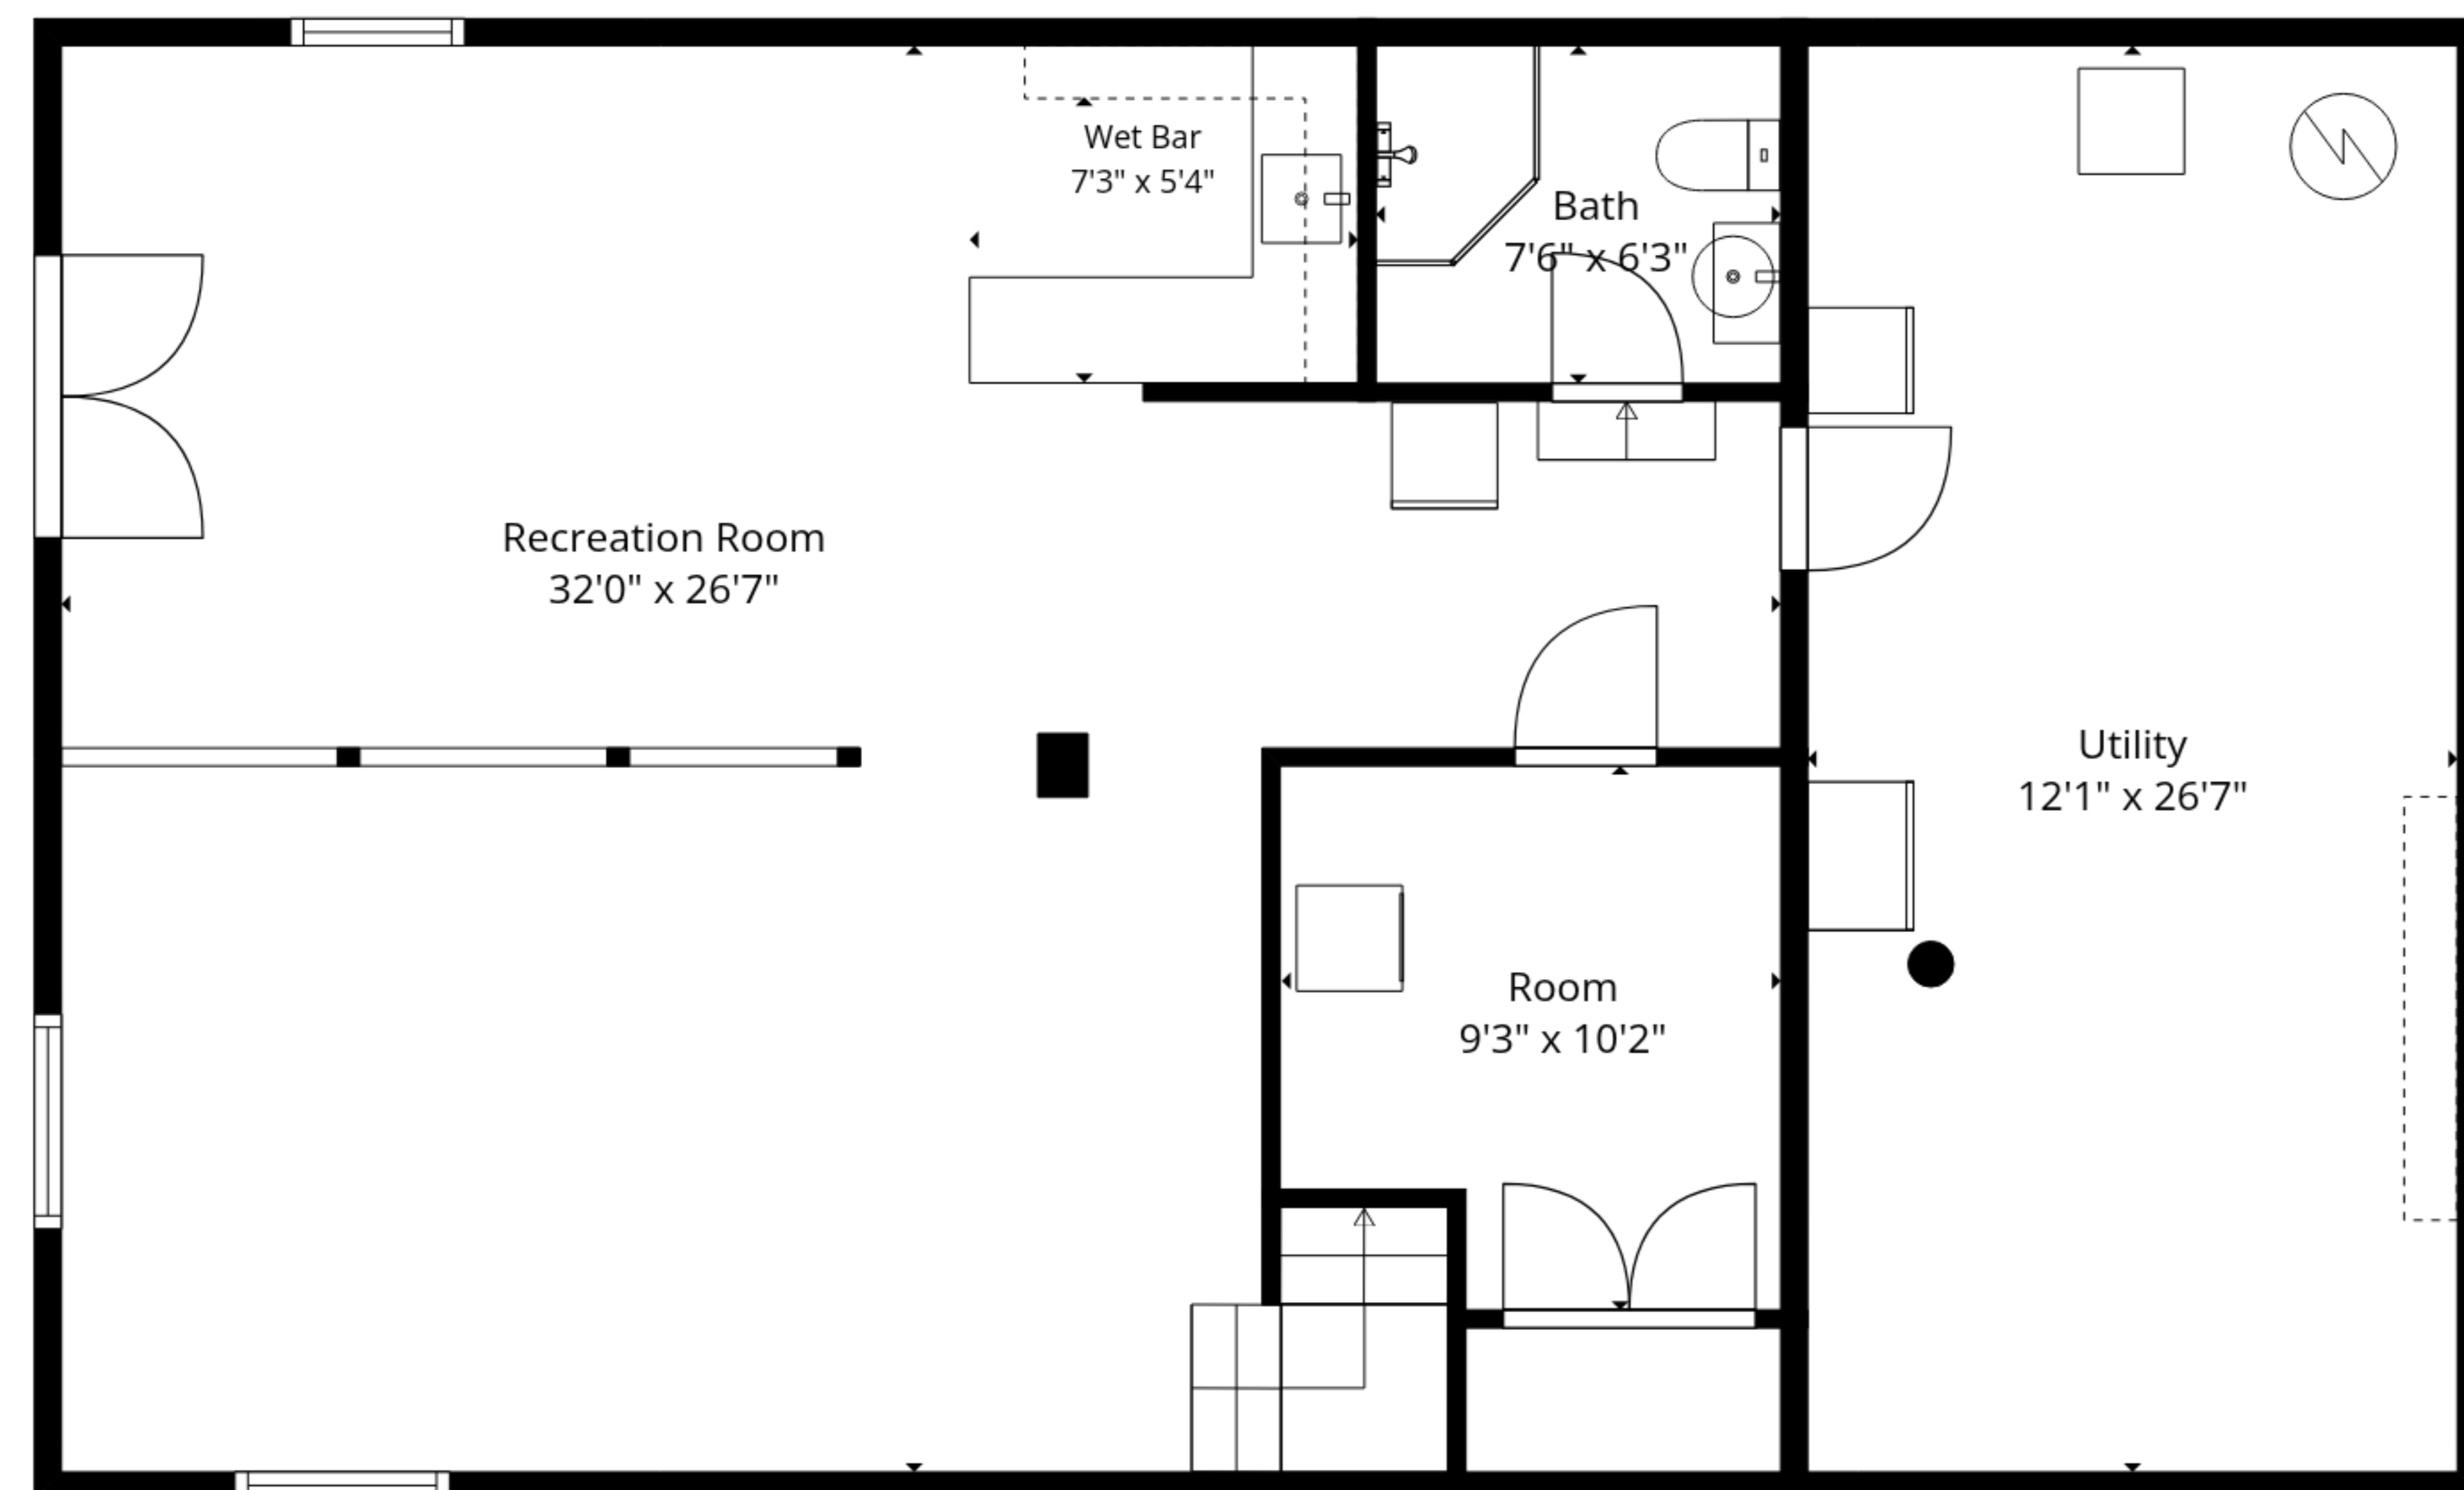 Wet Bar
7'3" x 5'4"
Bath
7'6" x 6'3"
Recreation Room
32'0" x 26'7"
Utility
12'1" x 26'7"
Room
9'3" x 10'2"